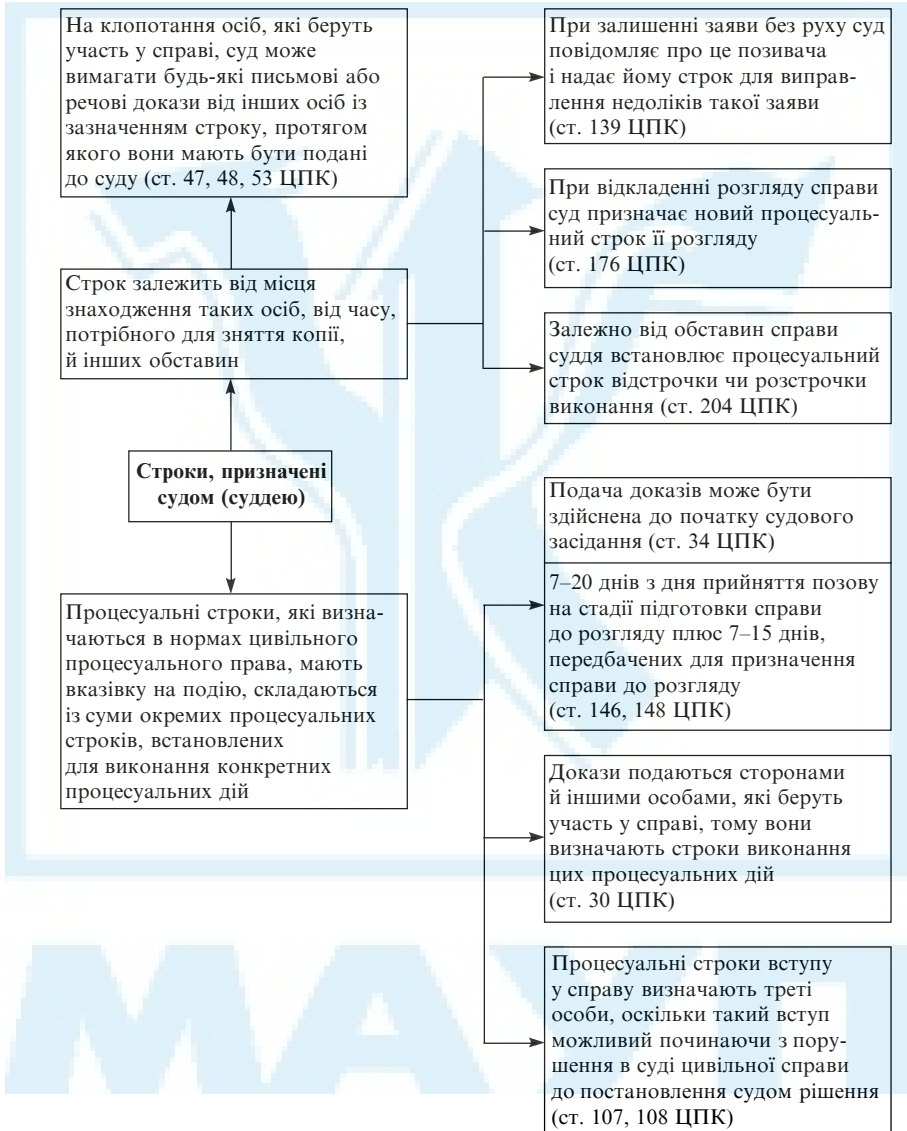 На клопотання осіб, які беруть
участь у справі, суд може
вимагати будь-які письмові або
речові докази від інших осіб із
зазначенням строку, протягом
якого вони мають бути подані
до суду (ст. 47, 48, 53 ЦПК)
Строк залежить від місця
знаходження таких осіб, від часу,
потрібного для зняття копії,
й інших обставин
Строки, призначені
судом (суддею)
Процесуальні строки, які визна-
чаються в нормах цивільного
процесуального права, мають
вказівку на подію, складаються
із суми окремих процесуальних
строків, встановлених
для виконання конкретних
процесуальних дій
При залишенні заяви без руху суд
повідомляє про це позивача
і надає йому строк для виправ-
лення недоліків такої заяви
(ст. 139 ЦПК)
При відкладенні розгляду справи
суд призначає новий процесуаль-
ний строк її розгляду
(ст. 176 ЦПК)
Залежно від обставин справи
суддя встановлює процесуальний
строк відстрочки чи розстрочки
виконання (ст. 204 ЦПК)
Подача доказів може бути
здійснена до початку судового
засідання (ст. 34 ЦПК)
7–20 днів з дня прийняття позову
на стадії підготовки справи
до розгляду плюс 7–15 днів,
передбачених для призначення
справи до розгляду
(ст. 146, 148 ЦПК)
Докази подаються сторонами
й іншими особами, які беруть
участь у справі, тому вони
визначають строки виконання
цих процесуальних дій
(ст. 30 ЦПК)
Процесуальні строки вступу
у справу визначають треті
особи, оскільки такий вступ
можливий починаючи з пору-
шення в суді цивільної справи
до постановлення судом рішення
(ст. 107, 108 ЦПК)
МАУП